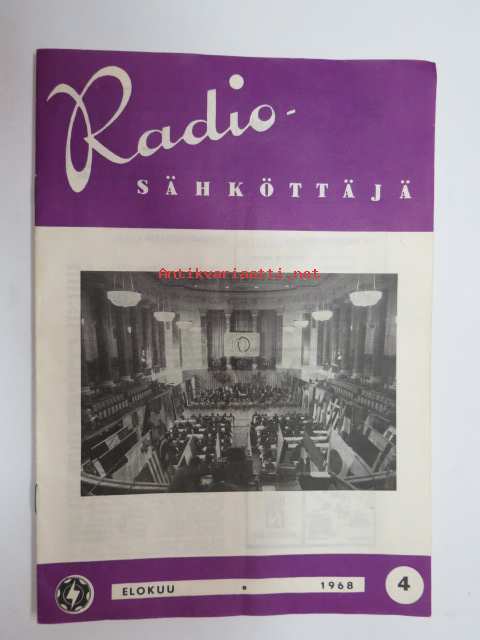 Radio-
SÄHKÖTTÄJÄ
Antikvariaatti.net
ELOKUU • 1968 4